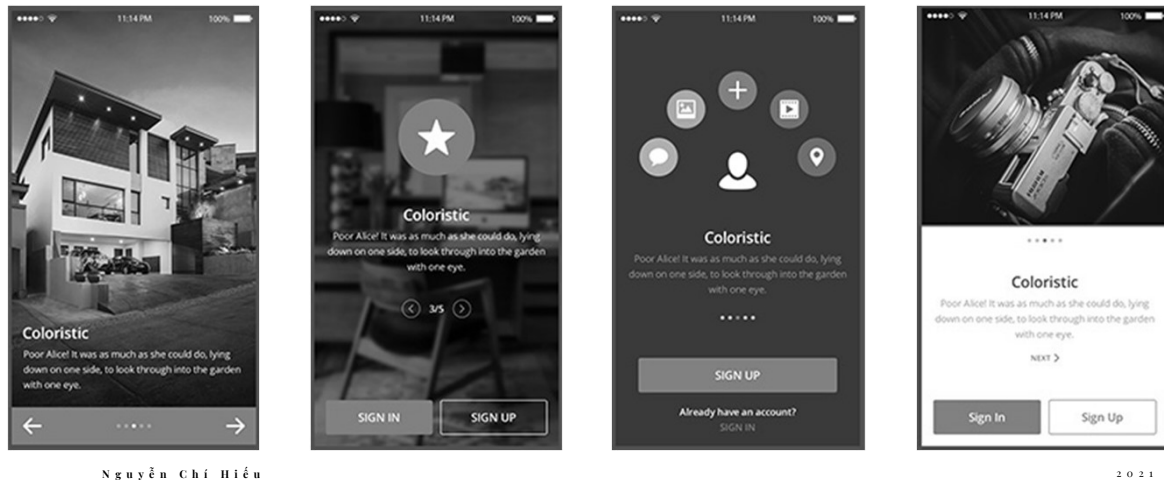 11:14 PM 100%
Coloristic
Poor Alice! It was as much as she could do, lying
down on one side, to look through into the garden
with one eye.
11:14 PM 100%
Coloristic
Poor Alice! It was as much as she could do, lying
down on one side, to look through into the garden
with one eye.
3/5
SIGN IN SIGN UP
11:14 PM 100%
Coloristic
Poor Alice! It was as much as she could do, lying
down on one side, to look through into the garden
with one eye.
SIGN UP
Already have an account?
SIGN IN
11:14 PM 100%
FUJIFILM
Coloristic
Poor Alice! It was as much as she could do, lying
down on one side, to look through into the garden
with one eye.
NEXT
Sign In Sign Up
Nguyễn Chí Hiếu
2021